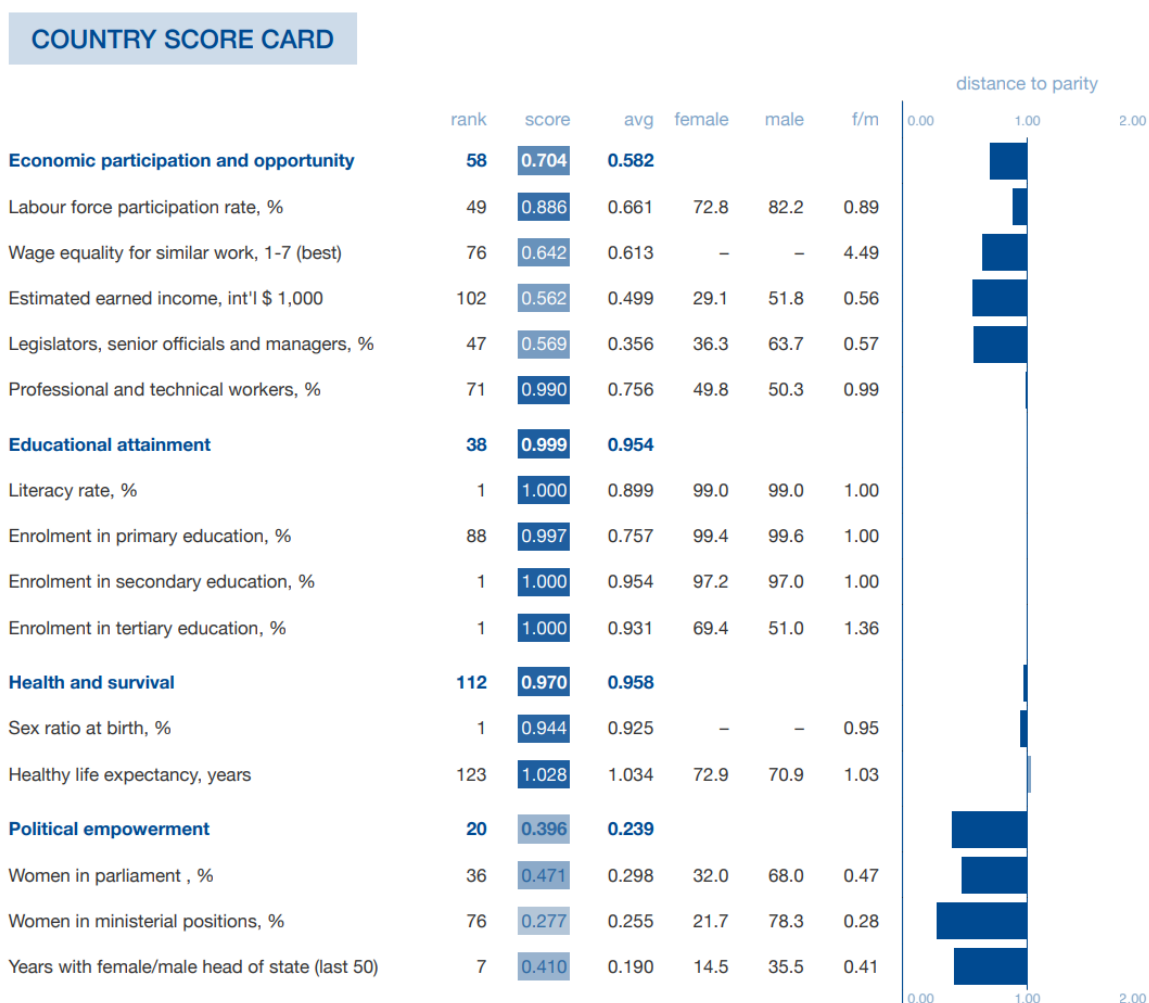 COUNTRY SCORE CARD
distance to parity
rank score avg female male f/m 0.00 1.00 2.00
Economic participation and opportunity 58 0.704 0.582
Labour force participation rate, % 49 0.886 0.661 72.8 82.2 0.89
Wage equality for similar work, 1-7 (best) 76 0.642 0.613 – – 4.49
Estimated earned income, int'l $ 1,000 102 0.562 0.499 29.1 51.8 0.56
Legislators, senior officials and managers, % 47 0.569 0.356 36.3 63.7 0.57
Professional and technical workers, % 71 0.990 0.756 49.8 50.3 0.99
Educational attainment 38 0.999 0.954
Literacy rate, % 1 1.000 0.899 99.0 99.0 1.00
Enrolment in primary education, % 88 0.997 0.757 99.4 99.6 1.00
Enrolment in secondary education, % 1 1.000 0.954 97.2 97.0 1.00
Enrolment in tertiary education, % 1 1.000 0.931 69.4 51.0 1.36
Health and survival 112 0.970 0.958
Sex ratio at birth, % 1 0.944 0.925 – – 0.95
Healthy life expectancy, years 123 1.028 1.034 72.9 70.9 1.03
Political empowerment 20 0.396 0.239
Women in parliament , % 36 0.471 0.298 32.0 68.0 0.47
Women in ministerial positions, % 76 0.277 0.255 21.7 78.3 0.28
Years with female/male head of state (last 50) 7 0.410 0.190 14.5 35.5 0.41
0.00 1.00 2.00